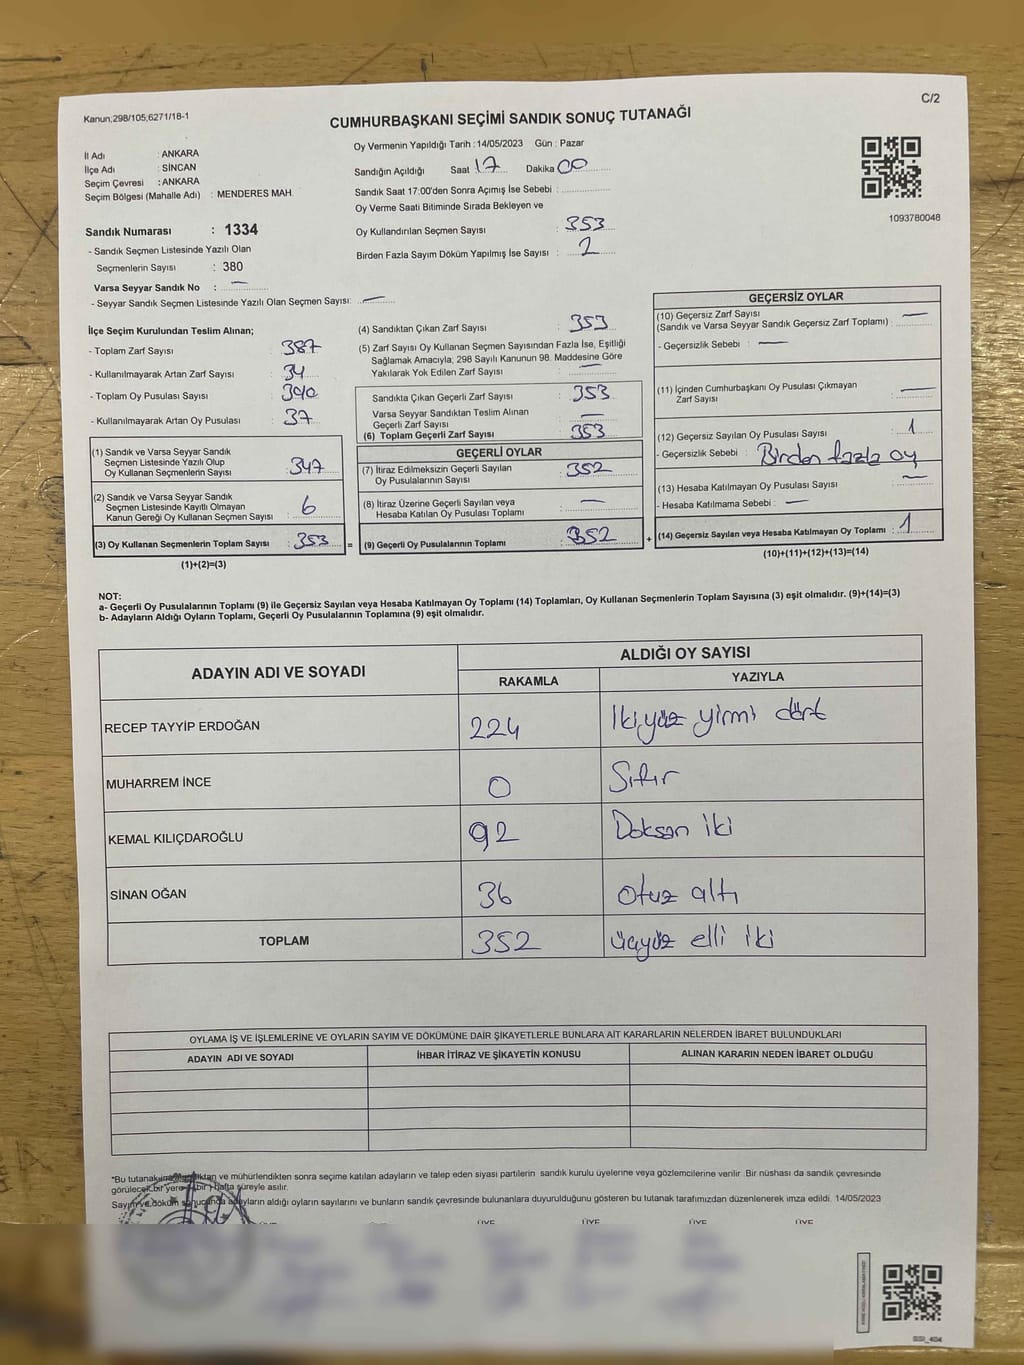 Kanun;298/105;6271/18-1
C/2
CUMHURBAŞKANI SEÇİMİ SANDIK SONUÇ TUTANAĞI
İl Adı : ANKARA
İlçe Adı : SİNCAN
Seçim Çevresi : ANKARA
Seçim Bölgesi (Mahalle Adı) : MENDERES MAH.
Oy Vermenin Yapıldığı Tarih : 14/05/2023 Gün : Pazar
Sandığın Açıldığı Saat 17 Dakika 00
Sandık Saat 17:00'den Sonra Açımış İse Sebebi :
Oy Verme Saati Bitiminde Sırada Bekleyen ve
Oy Kullandırılan Seçmen Sayısı : 353
Birden Fazla Sayım Döküm Yapılmış İse Sayısı : 2
1093780048
Sandık Numarası : 1334
- Sandık Seçmen Listesinde Yazılı Olan
Seçmenlerin Sayısı : 380
Varsa Seyyar Sandık No : —
- Seyyar Sandık Seçmen Listesinde Yazılı Olan Seçmen Sayısı: —
İlçe Seçim Kurulundan Teslim Alınan;
- Toplam Zarf Sayısı : 387
- Kullanılmayarak Artan Zarf Sayısı : 34
- Toplam Oy Pusulası Sayısı : 390
- Kullanılmayarak Artan Oy Pusulası : 37
(1) Sandık ve Varsa Seyyar Sandık
Seçmen Listesinde Yazılı Olup
Oy Kullanan Seçmenlerin Sayısı : 347
(2) Sandık ve Varsa Seyyar Sandık
Seçmen Listesinde Kayıtlı Olmayan
Kanun Gereği Oy Kullanan Seçmen Sayısı : 6
(3) Oy Kullanan Seçmenlerin Toplam Sayısı : 353 =
(1)+(2)=(3)
(4) Sandıktan Çıkan Zarf Sayısı : 353
(5) Zarf Sayısı Oy Kullanan Seçmen Sayısından Fazla İse, Eşitliği
Sağlamak Amacıyla; 298 Sayılı Kanunun 98. Maddesine Göre
Yakılarak Yok Edilen Zarf Sayısı : —
Sandıkta Çıkan Geçerli Zarf Sayısı : 353
Varsa Seyyar Sandıktan Teslim Alınan
Geçerli Zarf Sayısı : —
(6) Toplam Geçerli Zarf Sayısı : 353
GEÇERLİ OYLAR
(7) İtiraz Edilmeksizin Geçerli Sayılan
Oy Pusulalarının Sayısı : 352
(8) İtiraz Üzerine Geçerli Sayılan veya
Hesaba Katılan Oy Pusulası Toplamı : —
(9) Geçerli Oy Pusulalarının Toplamı : 352 +
GEÇERSİZ OYLAR
(10) Geçersiz Zarf Sayısı
(Sandık ve Varsa Seyyar Sandık Geçersiz Zarf Toplamı) : —
- Geçersizlik Sebebi : —
(11) İçinden Cumhurbaşkanı Oy Pusulası Çıkmayan
Zarf Sayısı : —
(12) Geçersiz Sayılan Oy Pusulası Sayısı : 1
- Geçersizlik Sebebi : Birden fazla oy
(13) Hesaba Katılmayan Oy Pusulası Sayısı : —
- Hesaba Katılmama Sebebi : —
(14) Geçersiz Sayılan veya Hesaba Katılmayan Oy Toplamı : 1
(10)+(11)+(12)+(13)=(14)
NOT:
a- Geçerli Oy Pusulalarının Toplamı (9) ile Geçersiz Sayılan veya Hesaba Katılmayan Oy Toplamı (14) Toplamları, Oy Kullanan Seçmenlerin Toplam Sayısına (3) eşit olmalıdır. (9)+(14)=(3)
b- Adayların Aldığı Oyların Toplamı, Geçerli Oy Pusulalarının Toplamına (9) eşit olmalıdır.
ADAYIN ADI VE SOYADI
ALDIĞI OY SAYISI
RAKAMLA YAZIYLA
RECEP TAYYİP ERDOĞAN 224 İkiyüz yirmi dört
MUHARREM İNCE 0 Sıfır
KEMAL KILIÇDAROĞLU 92 Doksan iki
SİNAN OĞAN 36 otuz altı
TOPLAM 352 üçyüz elli iki
OYLAMA İŞ VE İŞLEMLERİNE VE OYLARIN SAYIM VE DÖKÜMÜNE DAİR ŞİKAYETLERLE BUNLARA AİT KARARLARIN NELERDEN İBARET BULUNDUKLARI
ADAYIN ADI VE SOYADI İHBAR İTİRAZ VE ŞİKAYETİN KONUSU ALINAN KARARIN NEDEN İBARET OLDUĞU
*Bu tutanak ve mühürlendikten sonra seçime katılan adayların ve talep eden siyasi partilerin sandık kurulu üyelerine veya gözlemcilerine verilir. Bir nüshası da sandık çevresinde
görülecek bir yere bir hafta süreyle asılır.
Sayım ve döküm sonucunda adayların aldığı oyların sayılarını ve bunların sandık çevresinde bulunanlara duyurulduğunu gösteren bu tutanak tarafımızdan düzenlenerek imza edildi. 14/05/2023
ÜYE ÜYE ÜYE ÜYE
SSI_404